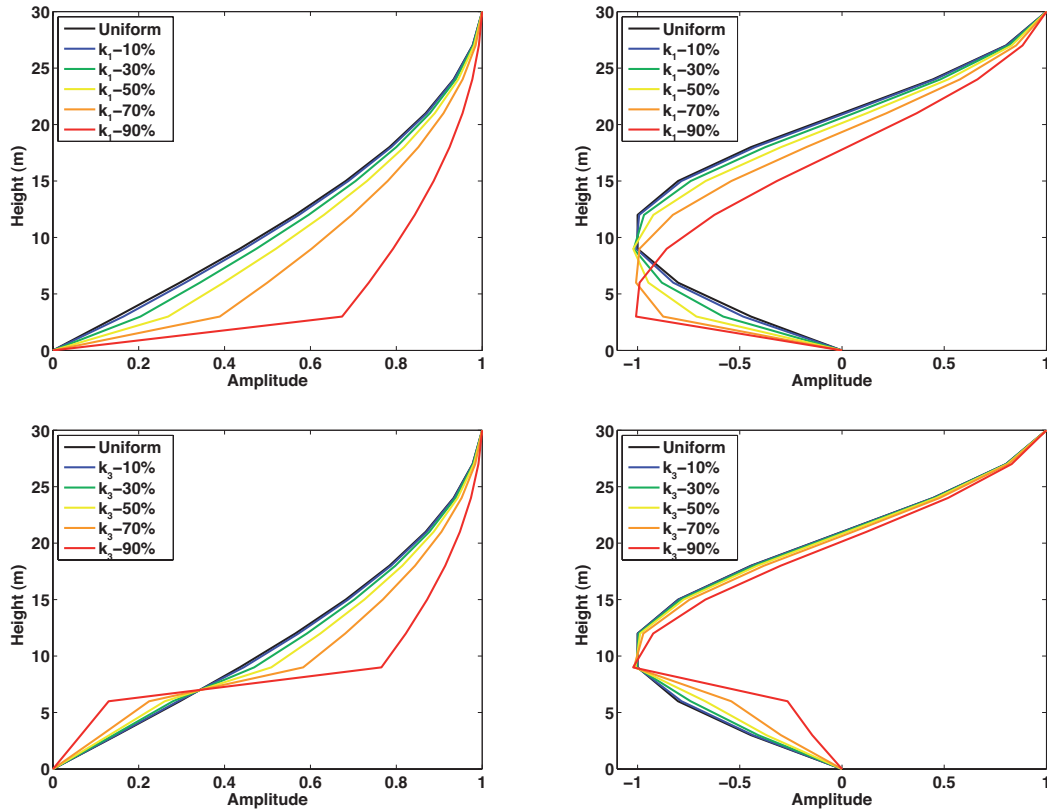 30
25
20
15
10
5
0
Height (m)
Uniform
k1−10%
k1−30%
k1−50%
k1−70%
k1−90%
0 0.2 0.4 0.6 0.8 1
Amplitude
30
25
20
15
10
5
0
Height (m)
Uniform
k1−10%
k1−30%
k1−50%
k1−70%
k1−90%
−1 −0.5 0 0.5 1
Amplitude
30
25
20
15
10
5
0
Height (m)
Uniform
k3−10%
k3−30%
k3−50%
k3−70%
k3−90%
0 0.2 0.4 0.6 0.8 1
Amplitude
30
25
20
15
10
5
0
Height (m)
Uniform
k3−10%
k3−30%
k3−50%
k3−70%
k3−90%
−1 −0.5 0 0.5 1
Amplitude